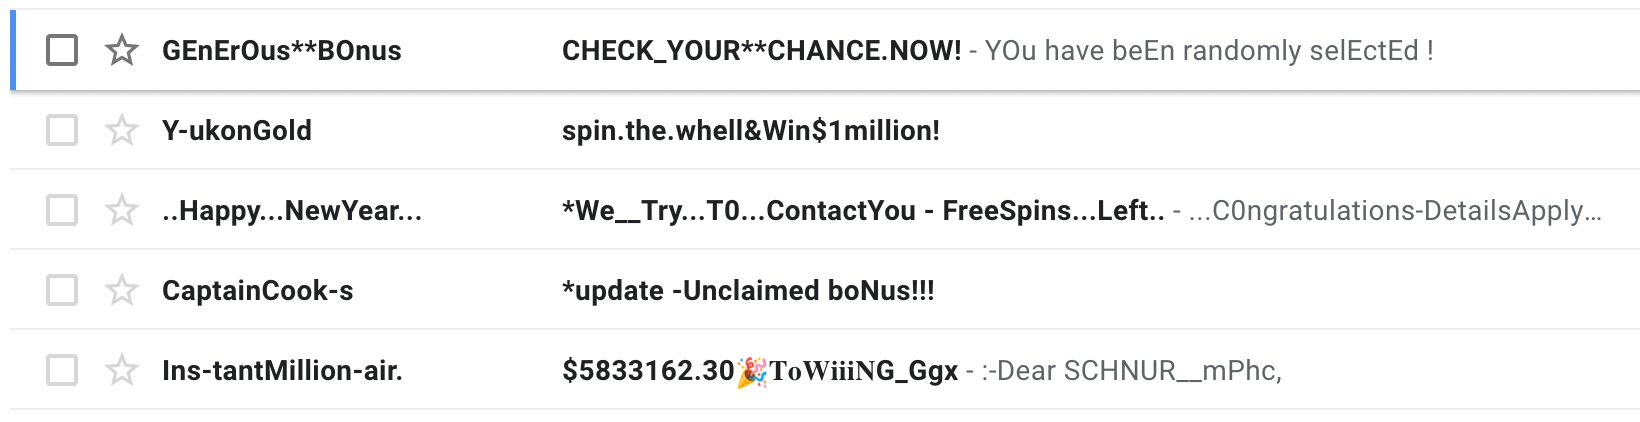 GEnErOus**BOnus CHECK_YOUR**CHANCE.NOW! - YOu have beEn randomly selEctEd !
Y-ukonGold spin.the.whell&Win$1million!
..Happy...NewYear... *We__Try...T0...ContactYou - FreeSpins...Left.. - ...C0ngratulations-DetailsApply…
CaptainCook-s *update -Unclaimed boNus!!!
Ins-tantMillion-air. $5833162.30🎉𝐓𝐨𝐖𝐢𝐢𝐢𝐍G_Ggx - :-Dear SCHNUR__mPhc,